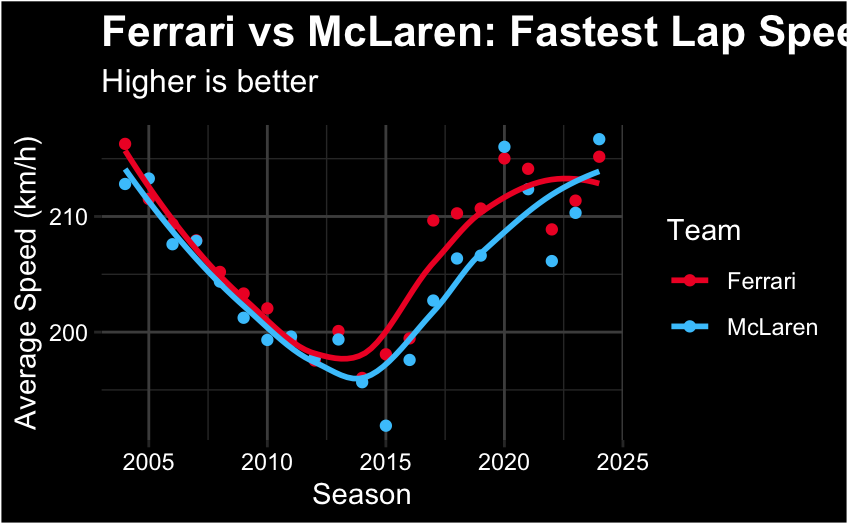 Ferrari vs McLaren: Fastest Lap Spee
Higher is better
Average Speed (km/h)
210
200
2005 2010 2015 2020 2025
Season
Team
Ferrari
McLaren